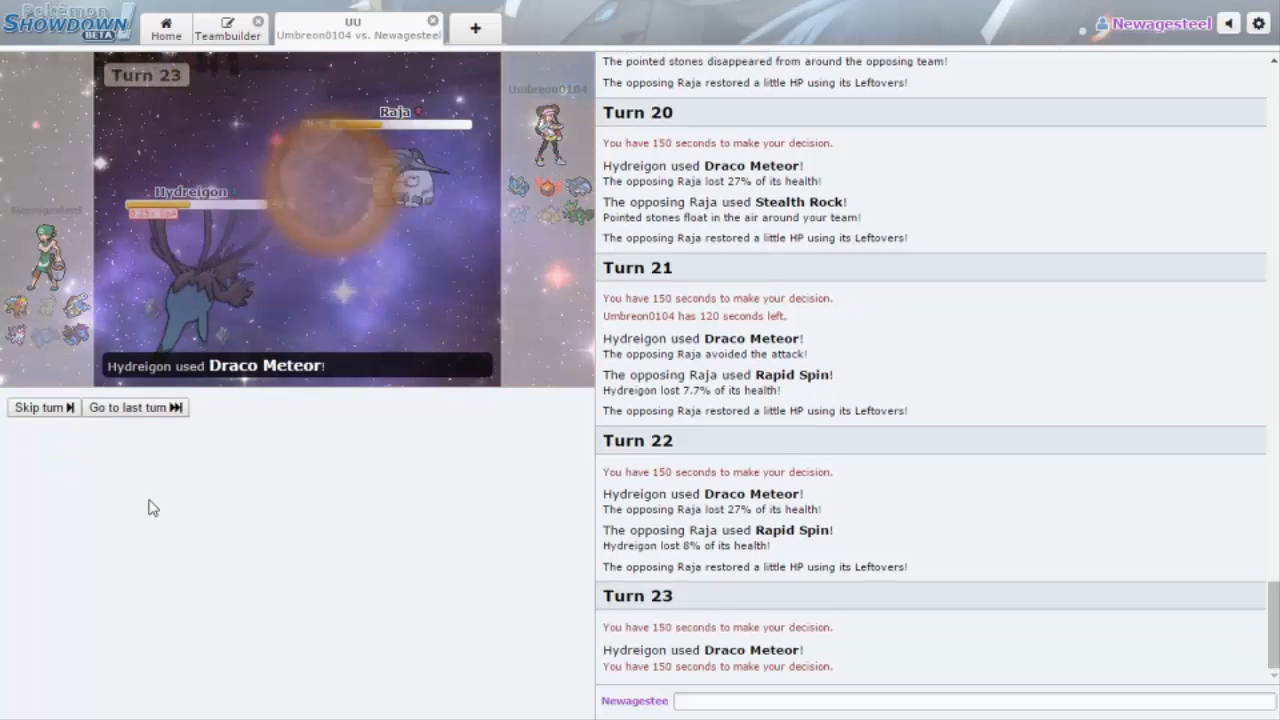 Pokémon
Showdown!
BETA
Home
Teambuilder
UU
Umbreon0104 vs. Newagesteel
+
Newagesteel
Turn 23
Raja
Umbreon0104
Hydreigon
0.25x SpA
Newagesteel
Hydreigon used Draco Meteor!
Skip turn
Go to last turn
The pointed stones disappeared from around the opposing team!
The opposing Raja restored a little HP using its Leftovers!
Turn 20
You have 150 seconds to make your decision.
Hydreigon used Draco Meteor!
The opposing Raja lost 27% of its health!
The opposing Raja used Stealth Rock!
Pointed stones float in the air around your team!
The opposing Raja restored a little HP using its Leftovers!
Turn 21
You have 150 seconds to make your decision.
Umbreon0104 has 120 seconds left.
Hydreigon used Draco Meteor!
The opposing Raja avoided the attack!
The opposing Raja used Rapid Spin!
Hydreigon lost 7.7% of its health!
The opposing Raja restored a little HP using its Leftovers!
Turn 22
You have 150 seconds to make your decision.
Hydreigon used Draco Meteor!
The opposing Raja lost 27% of its health!
The opposing Raja used Rapid Spin!
Hydreigon lost 8% of its health!
The opposing Raja restored a little HP using its Leftovers!
Turn 23
You have 150 seconds to make your decision.
Hydreigon used Draco Meteor!
You have 150 seconds to make your decision.
Newagestee